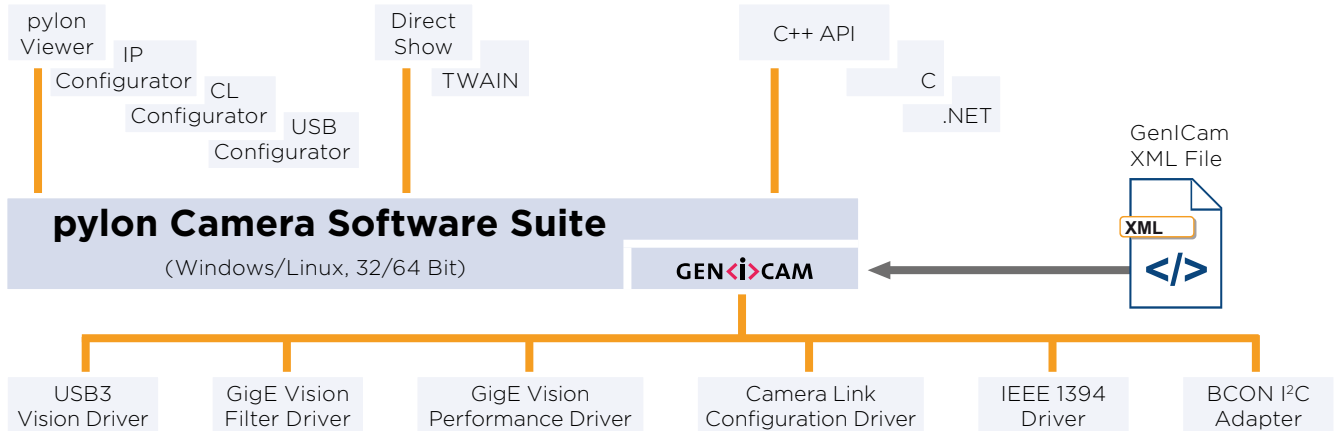 pylon
Viewer
IP
Configurator
CL
Configurator
USB
Configurator
Direct
Show
TWAIN
C++ API
C
.NET
GenICam
XML File
XML
</>
pylon Camera Software Suite
(Windows/Linux, 32/64 Bit)
GEN<i>CAM
USB3
Vision Driver
GigE Vision
Filter Driver
GigE Vision
Performance Driver
Camera Link
Configuration Driver
IEEE 1394
Driver
BCON I²C
Adapter